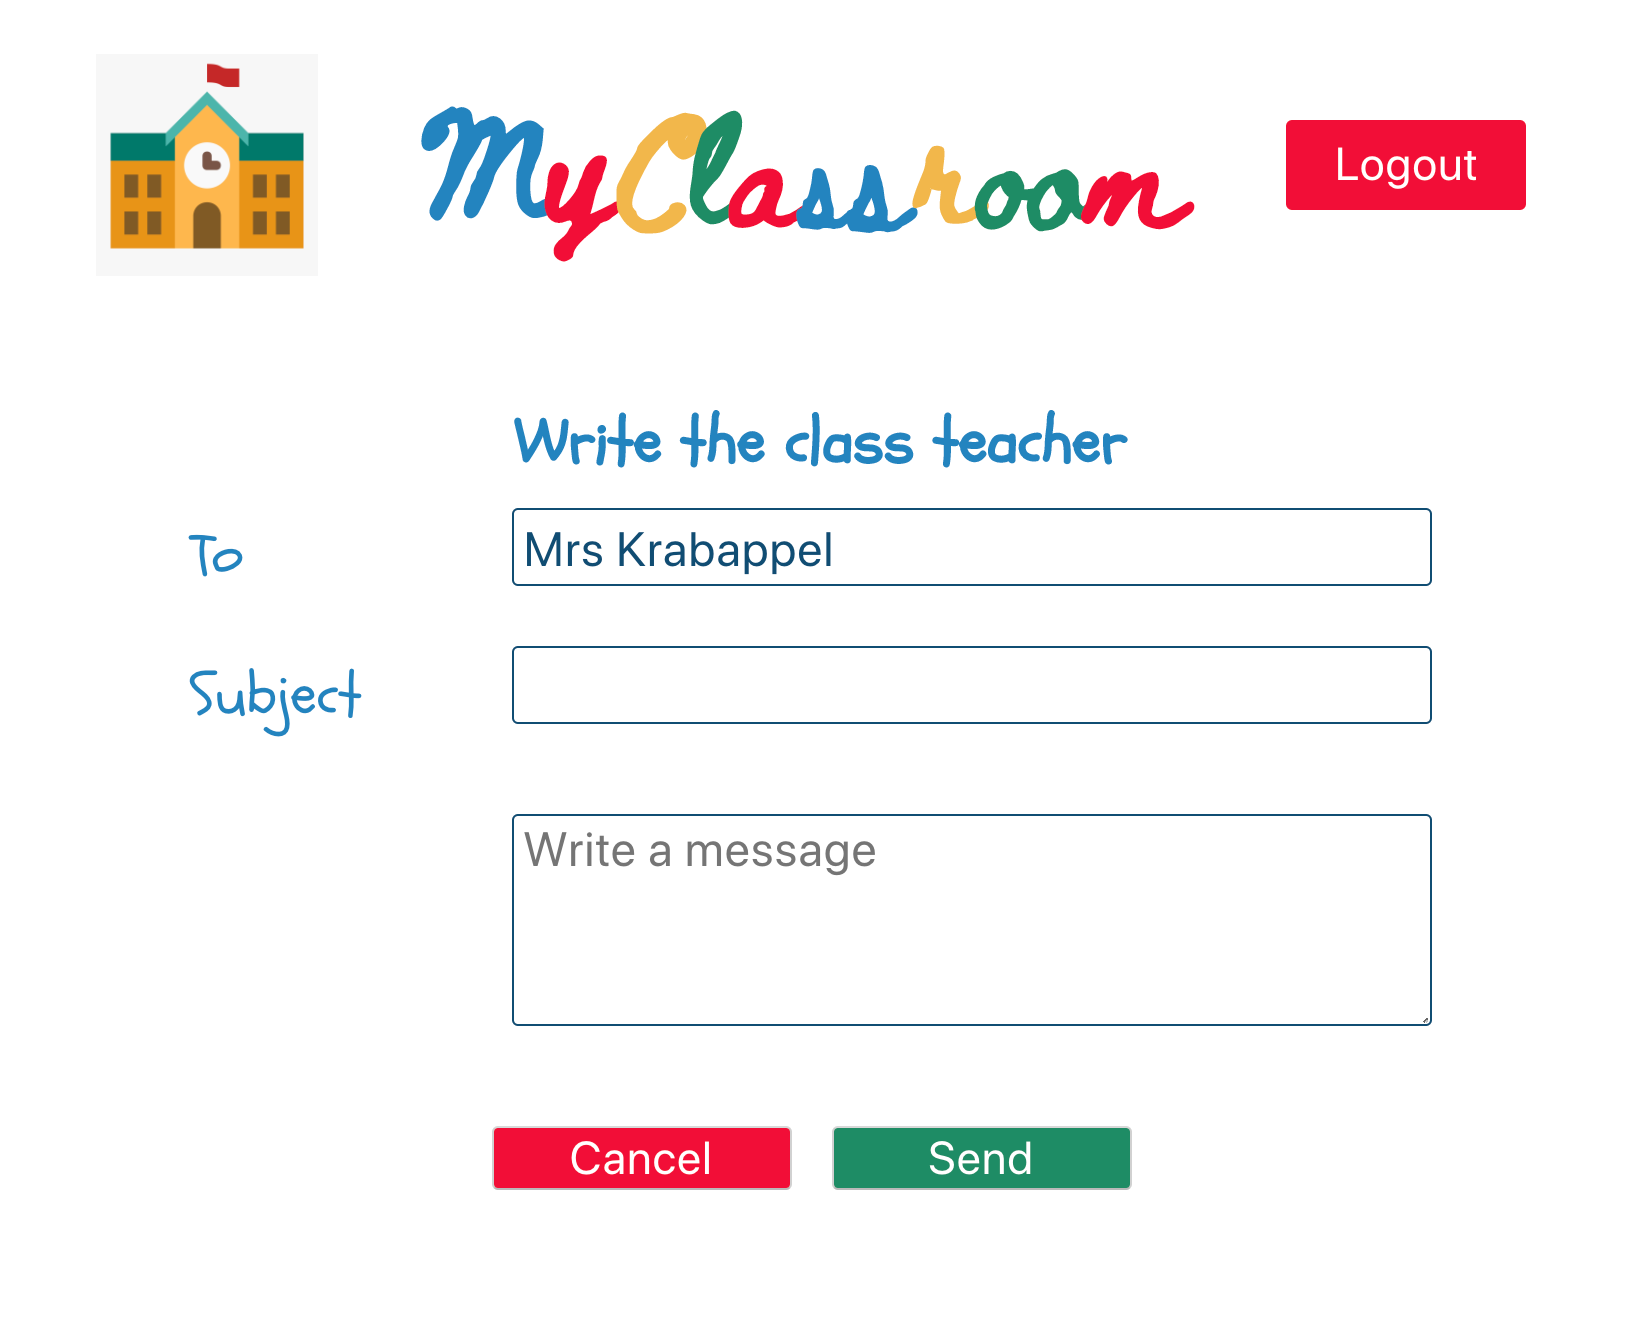 MyClassroom
Logout
Write the class teacher
To
Mrs Krabappel
Subject
Write a message
Cancel
Send